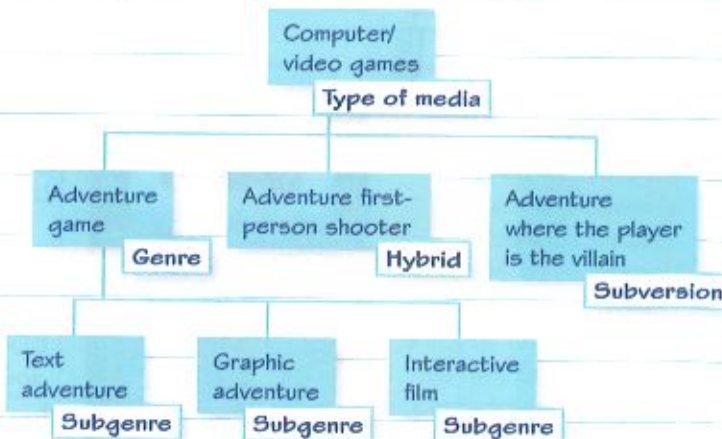 Computer/
video games
Type of media
Adventure
game
Genre
Adventure first-
person shooter
Hybrid
Adventure
where the player
is the villain
Subversion
Text
adventure
Subgenre
Graphic
adventure
Subgenre
Interactive
film
Subgenre